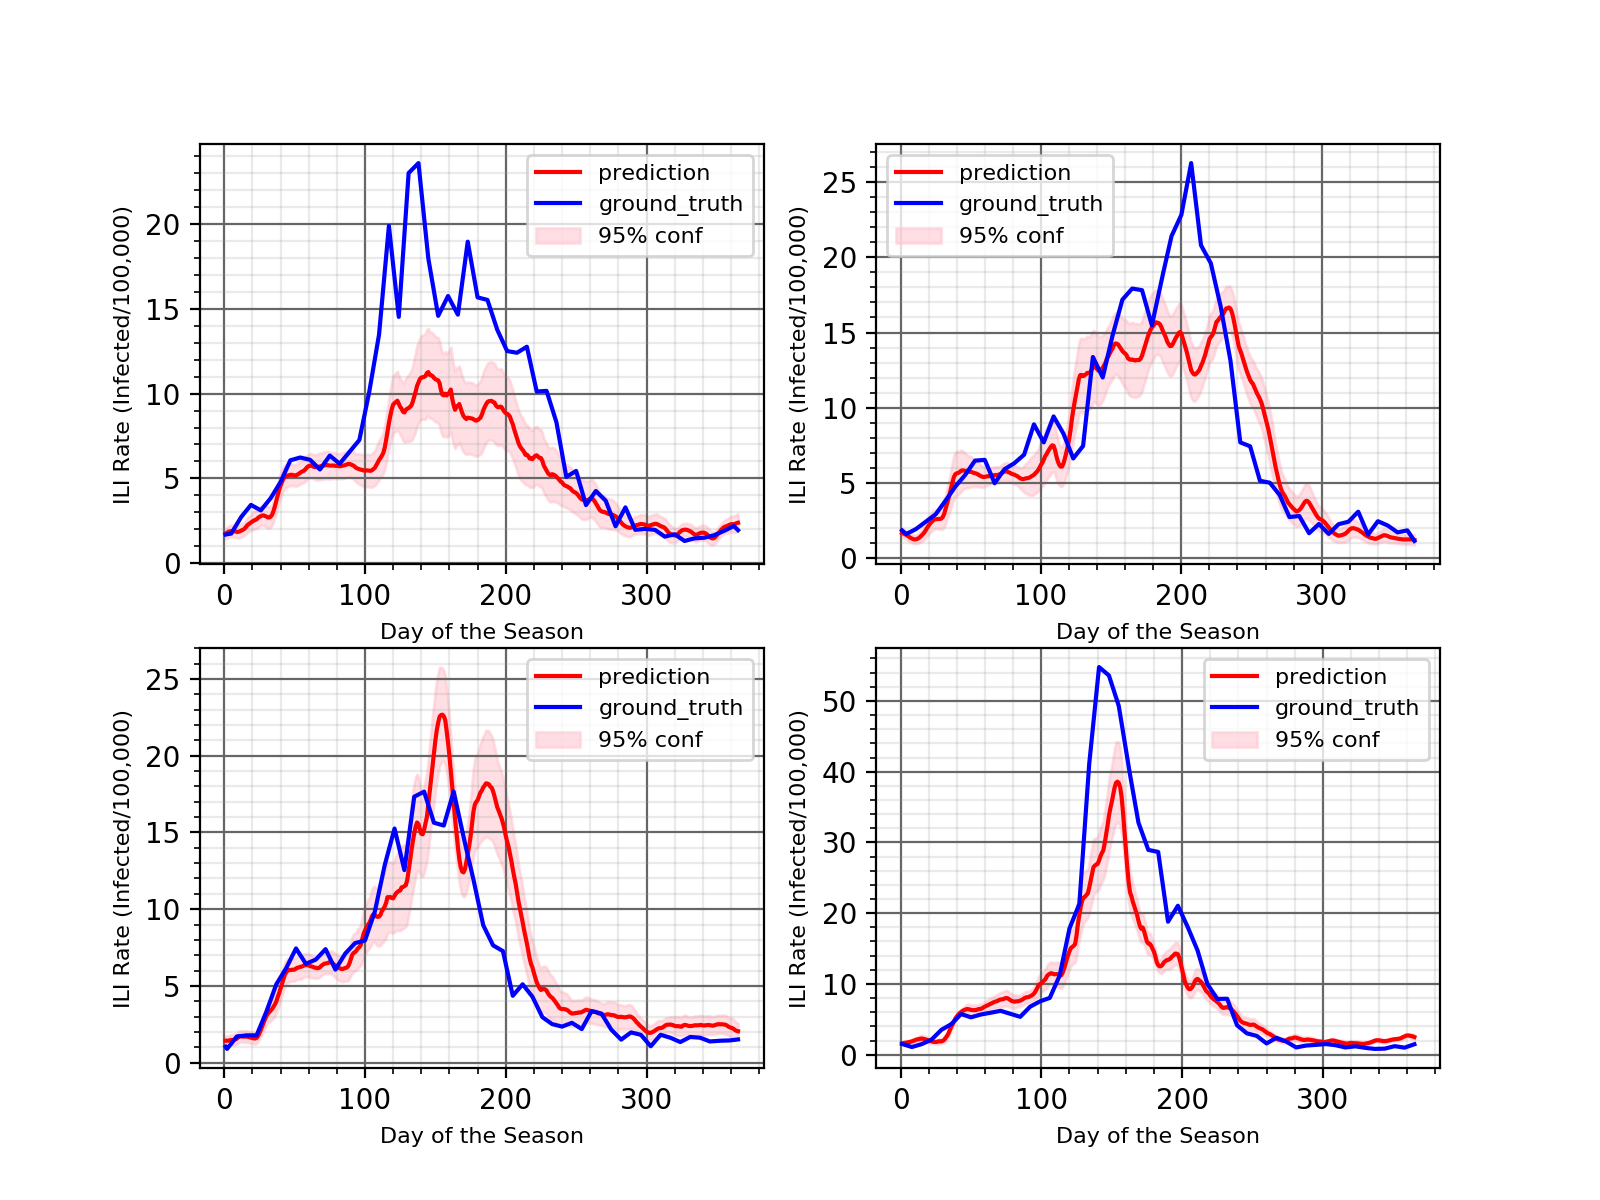 prediction
ground_truth
95% conf
ILI Rate (Infected/100,000)
20
15
10
5
0
0 100 200 300
Day of the Season
prediction
ground_truth
95% conf
ILI Rate (Infected/100,000)
25
20
15
10
5
0
0 100 200 300
Day of the Season
prediction
ground_truth
95% conf
ILI Rate (Infected/100,000)
25
20
15
10
5
0
0 100 200 300
Day of the Season
prediction
ground_truth
95% conf
ILI Rate (Infected/100,000)
50
40
30
20
10
0
0 100 200 300
Day of the Season